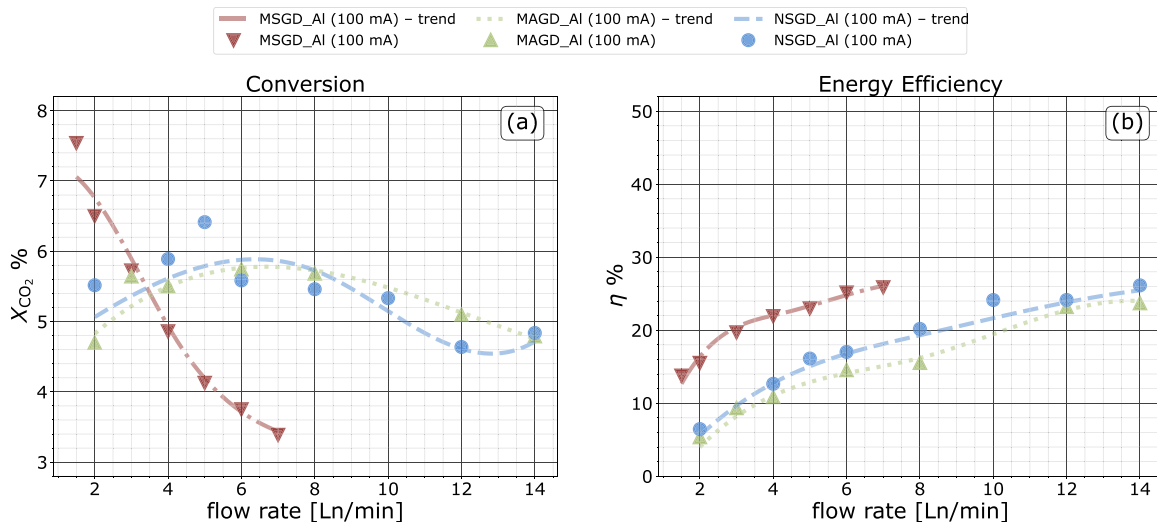 MSGD_Al (100 mA) – trend MAGD_Al (100 mA) – trend NSGD_Al (100 mA) – trend
MSGD_Al (100 mA) MAGD_Al (100 mA) NSGD_Al (100 mA)
Conversion
(a)
8
7
6
5
4
3
X_CO₂ %
2 4 6 8 10 12 14
flow rate [Ln/min]
Energy Efficiency
(b)
50
40
30
20
10
0
η %
2 4 6 8 10 12 14
flow rate [Ln/min]